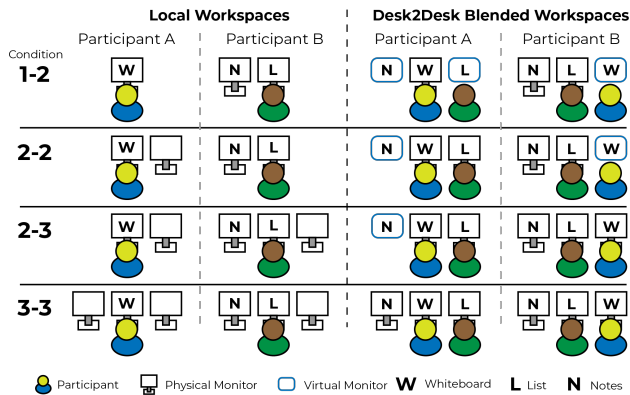 Local Workspaces Desk2Desk Blended Workspaces
Participant A Participant B Participant A Participant B
Condition
1-2 W N L N W L N L W
2-2 W N L N W L N L W
2-3 W N L N W L N L W
3-3 W N L N W L N L W
Participant Physical Monitor Virtual Monitor W Whiteboard L List N Notes